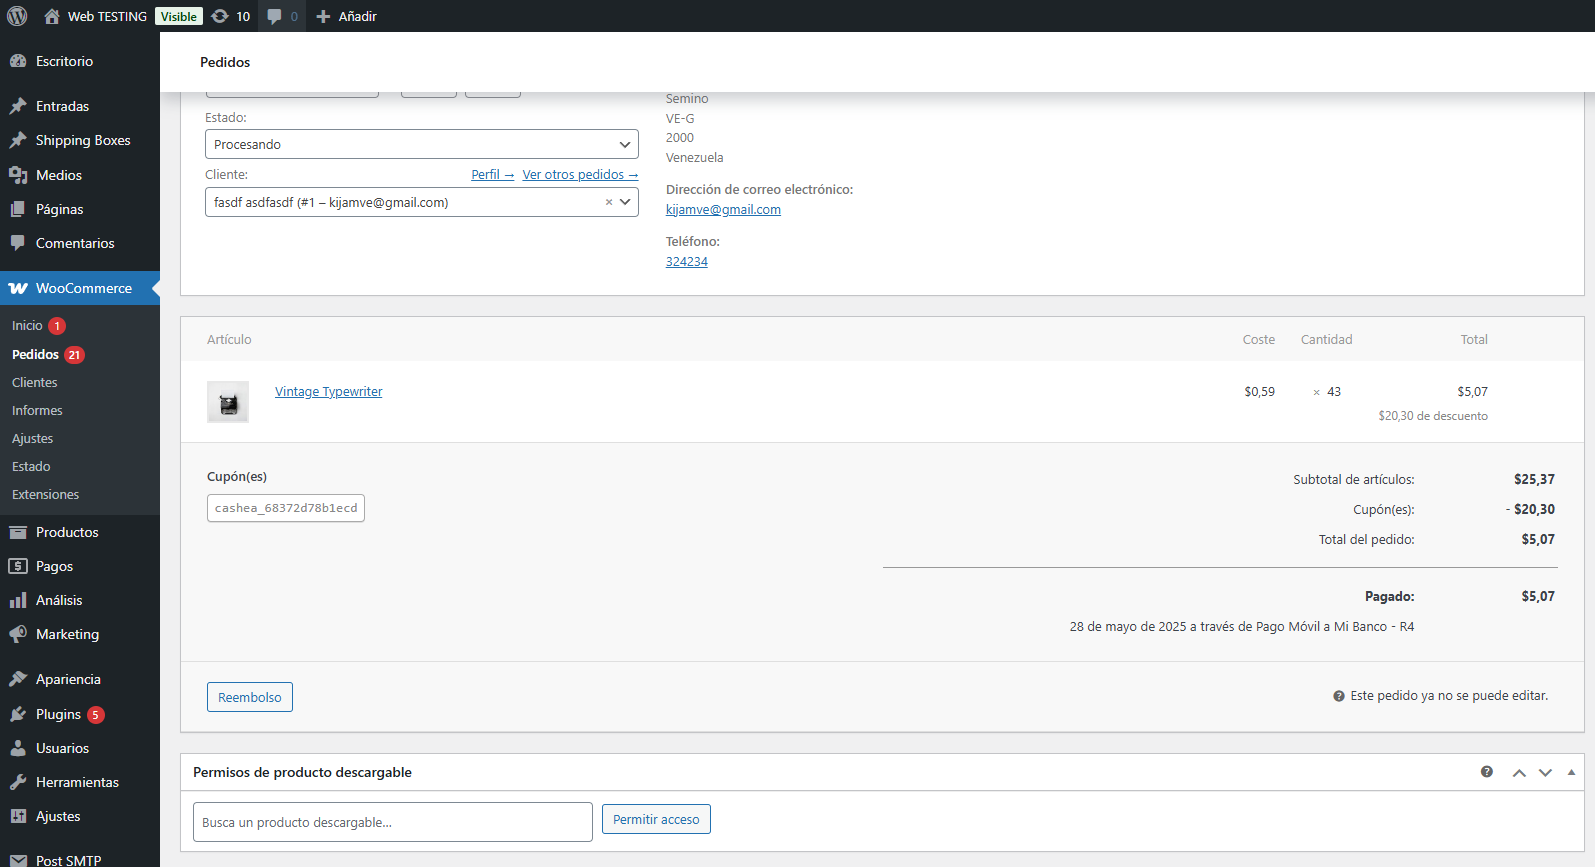 Web TESTING Visible 10 0 Añadir
Escritorio
Entradas
Shipping Boxes
Medios
Páginas
Comentarios
WooCommerce
Inicio 1
Pedidos 21
Clientes
Informes
Ajustes
Estado
Extensiones
Productos
Pagos
Análisis
Marketing
Apariencia
Plugins 5
Usuarios
Herramientas
Ajustes
Post SMTP
Pedidos
Estado:
Procesando
Cliente: Perfil → Ver otros pedidos →
fasdf asdfasdf (#1 – kijamve@gmail.com) ×
Semino
VE-G
2000
Venezuela
Dirección de correo electrónico:
kijamve@gmail.com
Teléfono:
324234
Artículo Coste Cantidad Total
Vintage Typewriter $0,59 × 43 $5,07
$20,30 de descuento
Cupón(es)
cashea_68372d78b1ecd
Subtotal de artículos: $25,37
Cupón(es): - $20,30
Total del pedido: $5,07
Pagado: $5,07
28 de mayo de 2025 a través de Pago Móvil a Mi Banco - R4
Reembolso
Este pedido ya no se puede editar.
Permisos de producto descargable
Busca un producto descargable…
Permitir acceso